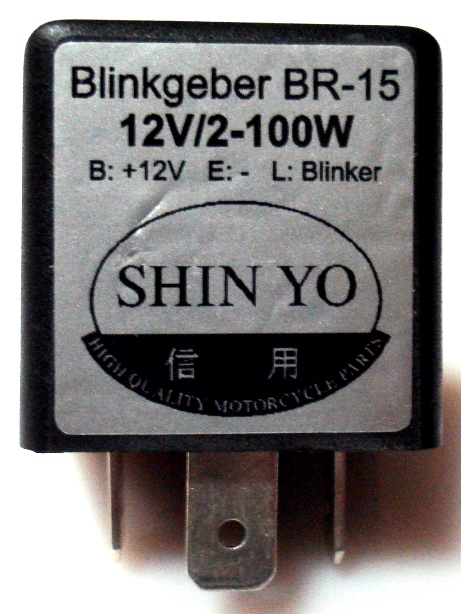 Blinkgeber BR-15
12V/2-100W
B: +12V E: - L: Blinker
SHIN YO
信 用
HIGH QUALITY MOTORCYCLE PARTS